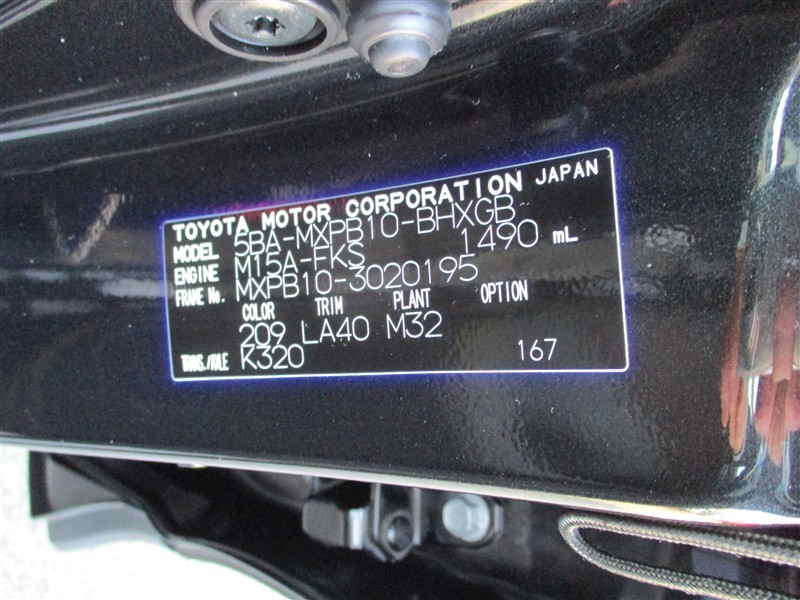 TOYOTA MOTOR CORPORATION JAPAN
MODEL 5BA-MXPB10-BHXGB
ENGINE M15A-FKS 1490 mL
FRAME No. MXPB10-3020195
COLOR TRIM PLANT OPTION
209 LA40 M32
TRANS./AXLE K320 167